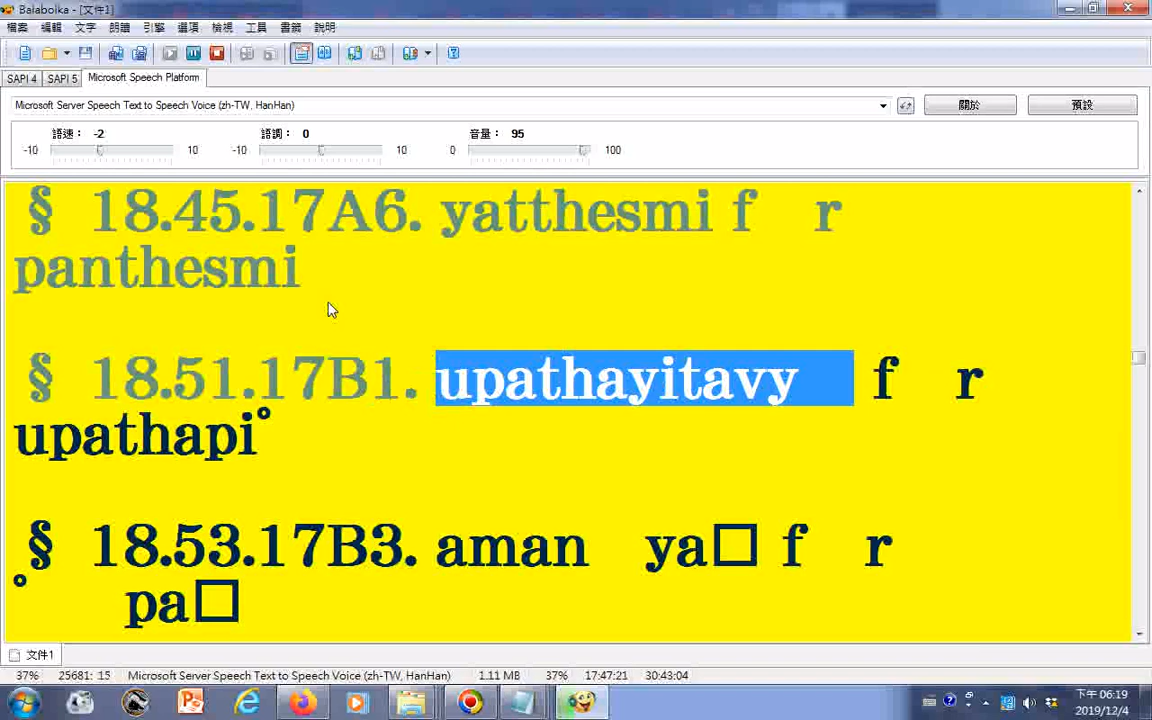 Balabolka - [文件1]
檔案 編輯 文字 朗讀 引擎 選項 檢視 工具 書籤 說明
SAPI 4 SAPI 5 Microsoft Speech Platform
Microsoft Server Speech Text to Speech Voice (zh-TW, HanHan) 關於 預設
語速: -2 語調: 0 音量: 95
-10 10 -10 10 0 100
§ 18.45.17A6. yatthesmi f r
panthesmi
§ 18.51.17B1. upathayitavy f r
upathapi°
§ 18.53.17B3. aman ya□ f r
° pa□
文件1
37% 25681: 15 Microsoft Server Speech Text to Speech Voice (zh-TW, HanHan) 1.11 MB 37% 17:47:21 30:43:04
下午 06:19
2019/12/4